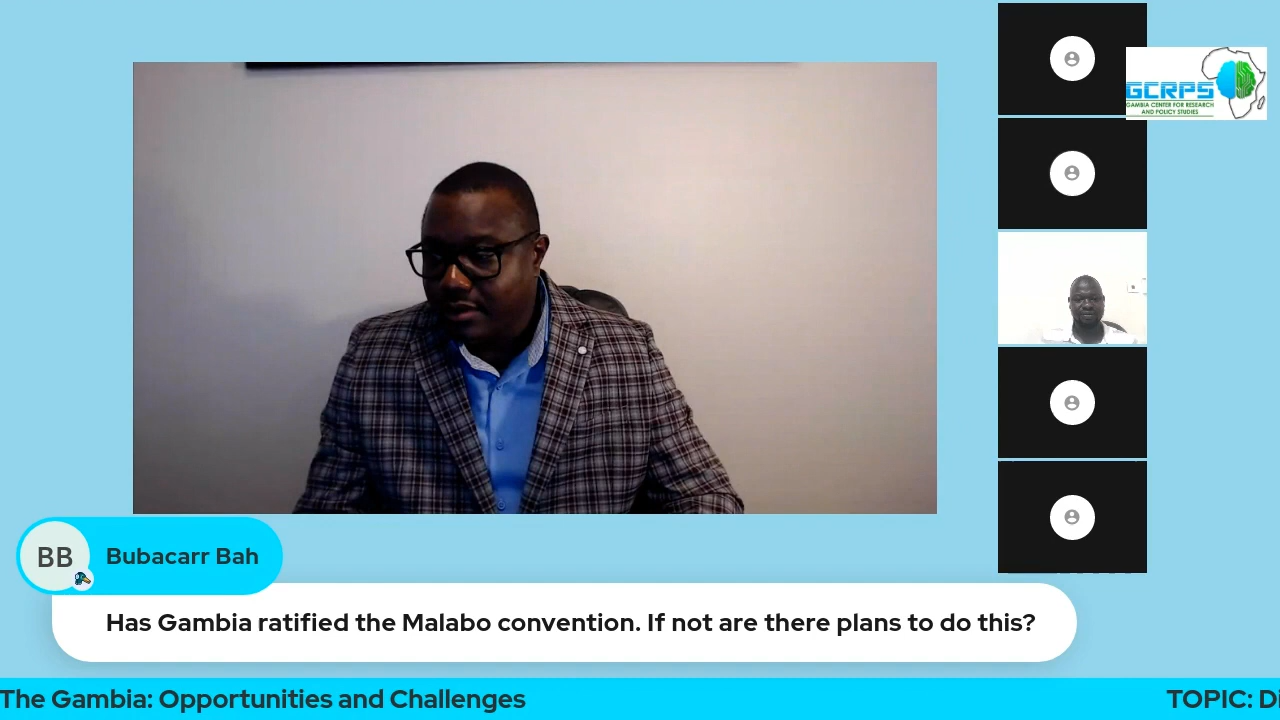 GCRPS
GAMBIA CENTER FOR RESEARCH
AND POLICY STUDIES
BB
Bubacarr Bah
Has Gambia ratified the Malabo convention. If not are there plans to do this?
The Gambia: Opportunities and Challenges
TOPIC: Di